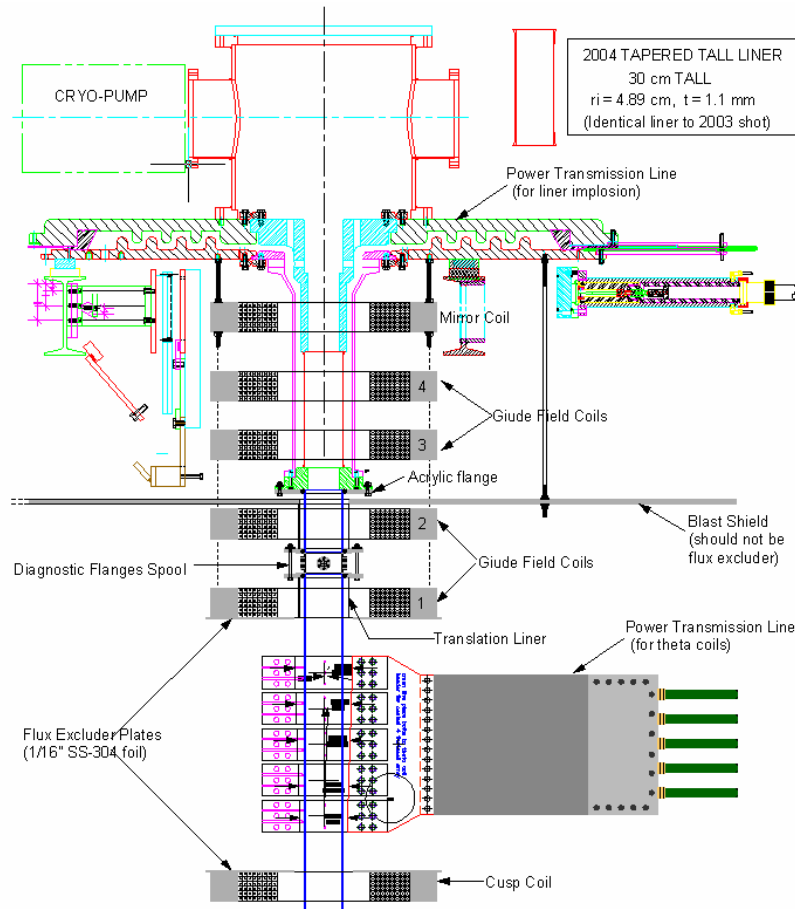 2004 TAPERED TALL LINER
30 cm TALL
ri = 4.89 cm, t = 1.1 mm
(Identical liner to 2003 shot)
CRYO-PUMP
Power Transmission Line
(for liner implosion)
Mirror Coil
4
Giude Field Coils
3
Acrylic flange
2
Blast Shield
(should not be
flux excluder)
Diagnostic Flanges Spool
Giude Field Coils
1
Translation Liner
Power Transmission Line
(for theta coils)
Flux Excluder Plates
(1/16" SS-304 foil)
Cusp Coil